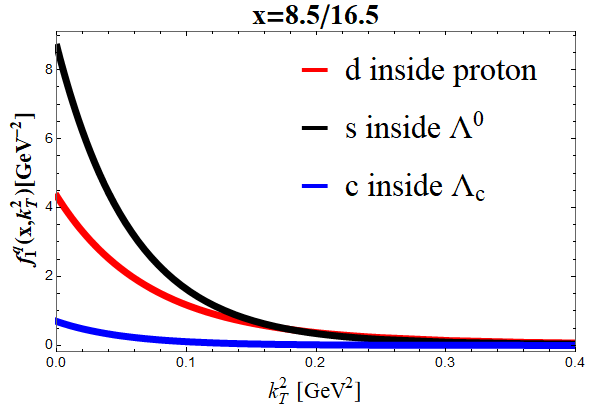 x=8.5/16.5
f₁^q(x,k_T²)[GeV⁻²]
8
6
4
2
0
d inside proton
s inside Λ⁰
c inside Λ_c
0.0 0.1 0.2 0.3 0.4
k_T² [GeV²]